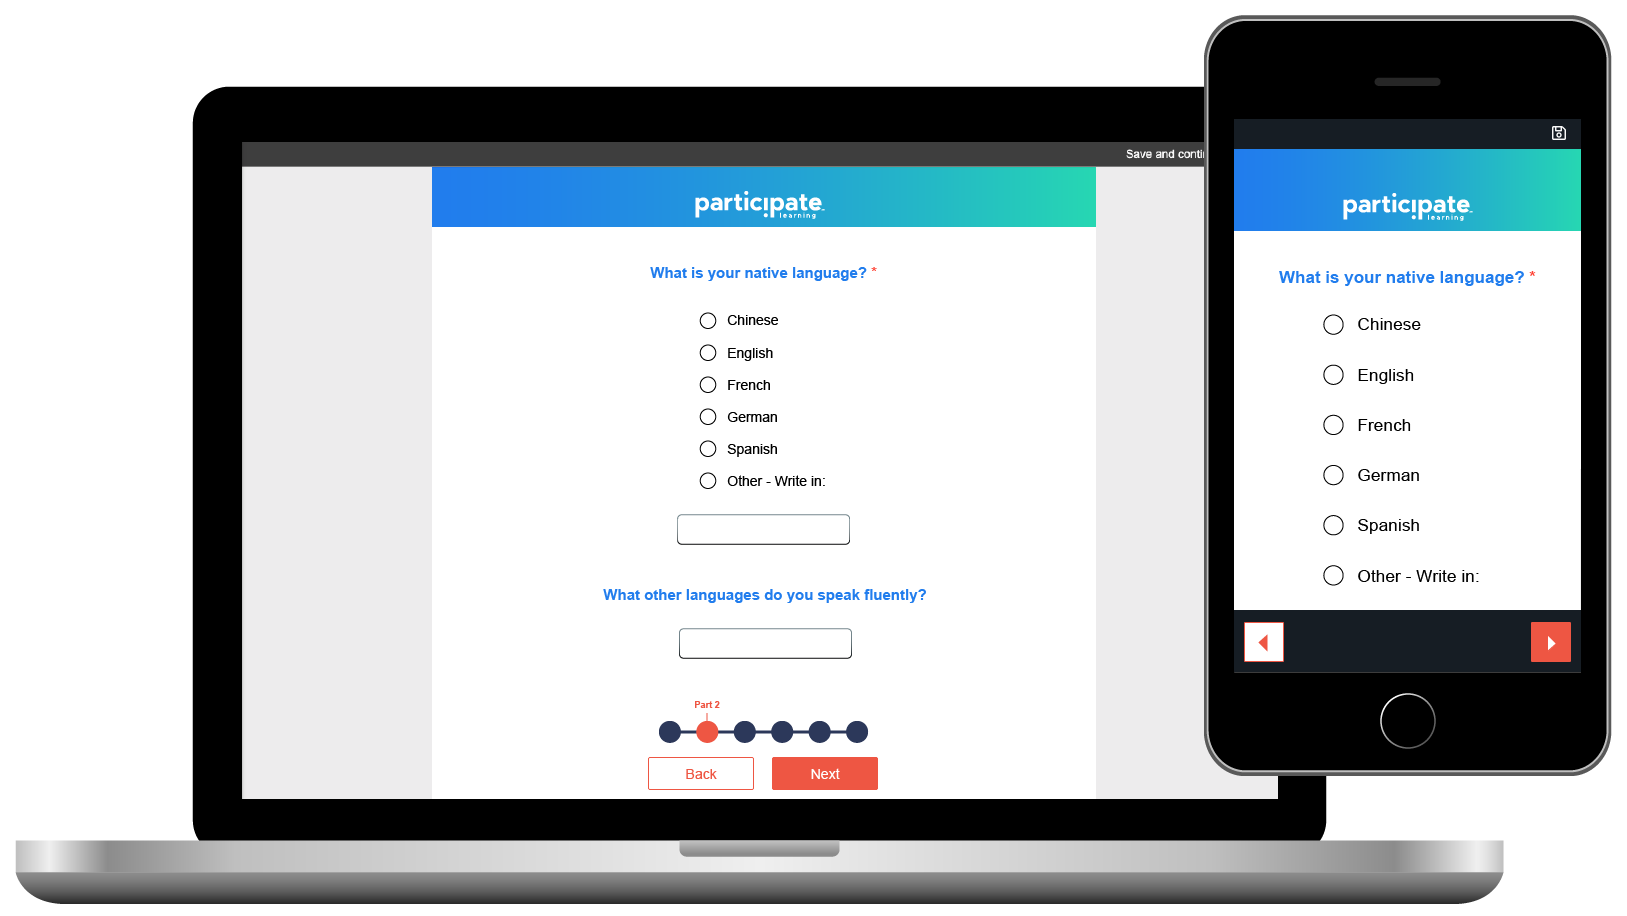 Save and conti
participate
learning
What is your native language? *
Chinese
English
French
German
Spanish
Other - Write in:
What other languages do you speak fluently?
Part 2
Back
Next
participate
learning
What is your native language? *
Chinese
English
French
German
Spanish
Other - Write in: